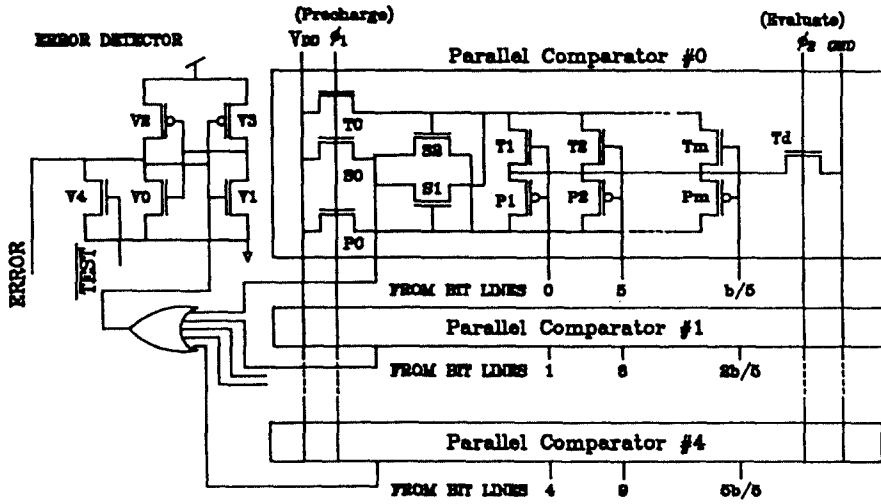 (Precharge) (Evaluate)
ERROR DETECTOR VDD ϕ1 Parallel Comparator #0 ϕ2 GND
V2 V3 T0 S2 T1 T2 Tm Td
S0
V4 V0 V1 S1 P1 P2 Pm
P0
ERROR
TEST
FROM BIT LINES 0 5 b/5
Parallel Comparator #1
FROM BIT LINES 1 6 2b/5
Parallel Comparator #4
FROM BIT LINES 4 9 5b/5